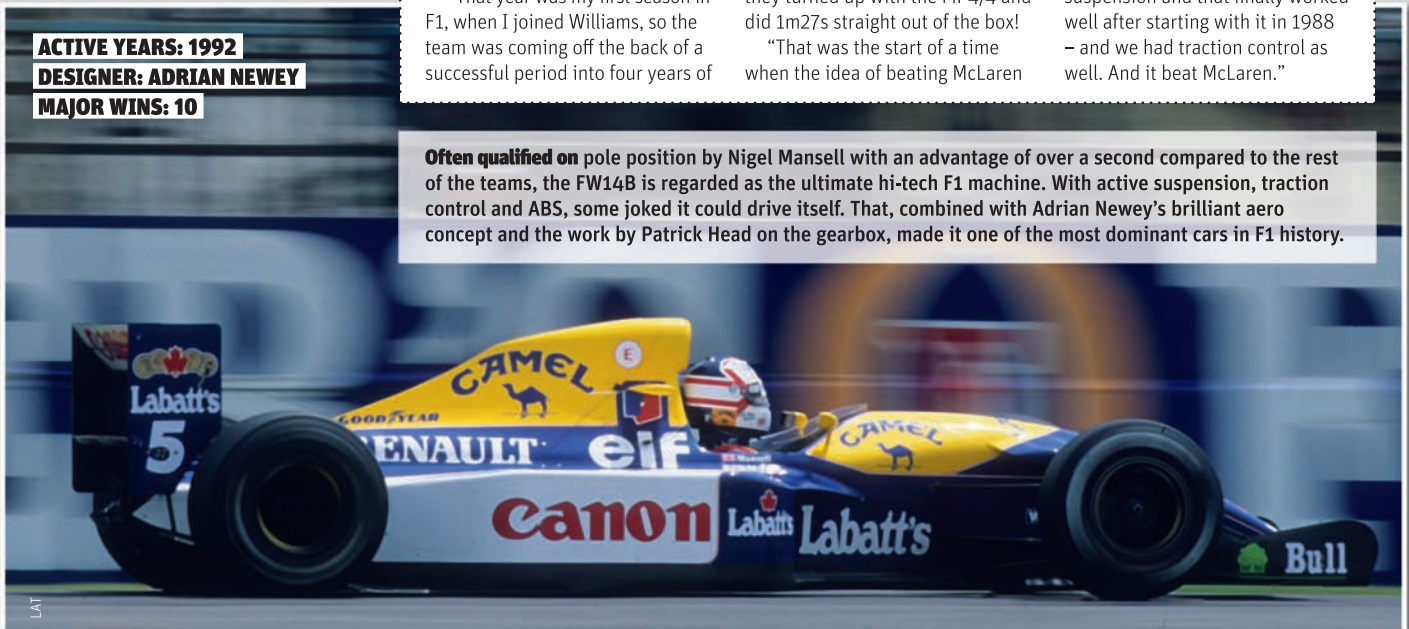 ACTIVE YEARS: 1992
DESIGNER: ADRIAN NEWEY
MAJOR WINS: 10
That year was my first season in
F1, when I joined Williams, so the
team was coming off the back of a
successful period into four years of
they turned up with the MP4/4 and
did 1m27s straight out of the box!
“That was the start of a time
when the idea of beating McLaren
suspension and that finally worked
well after starting with it in 1988
– and we had traction control as
well. And it beat McLaren.”
Often qualified on pole position by Nigel Mansell with an advantage of over a second compared to the rest
of the teams, the FW14B is regarded as the ultimate hi-tech F1 machine. With active suspension, traction
control and ABS, some joked it could drive itself. That, combined with Adrian Newey’s brilliant aero
concept and the work by Patrick Head on the gearbox, made it one of the most dominant cars in F1 history.
Labatt's
5
GOODYEAR
CAMEL
E
RENAULT
elf
Canon
CAMEL
Mansell
Labatt's
Labatt's
Bull
LAT